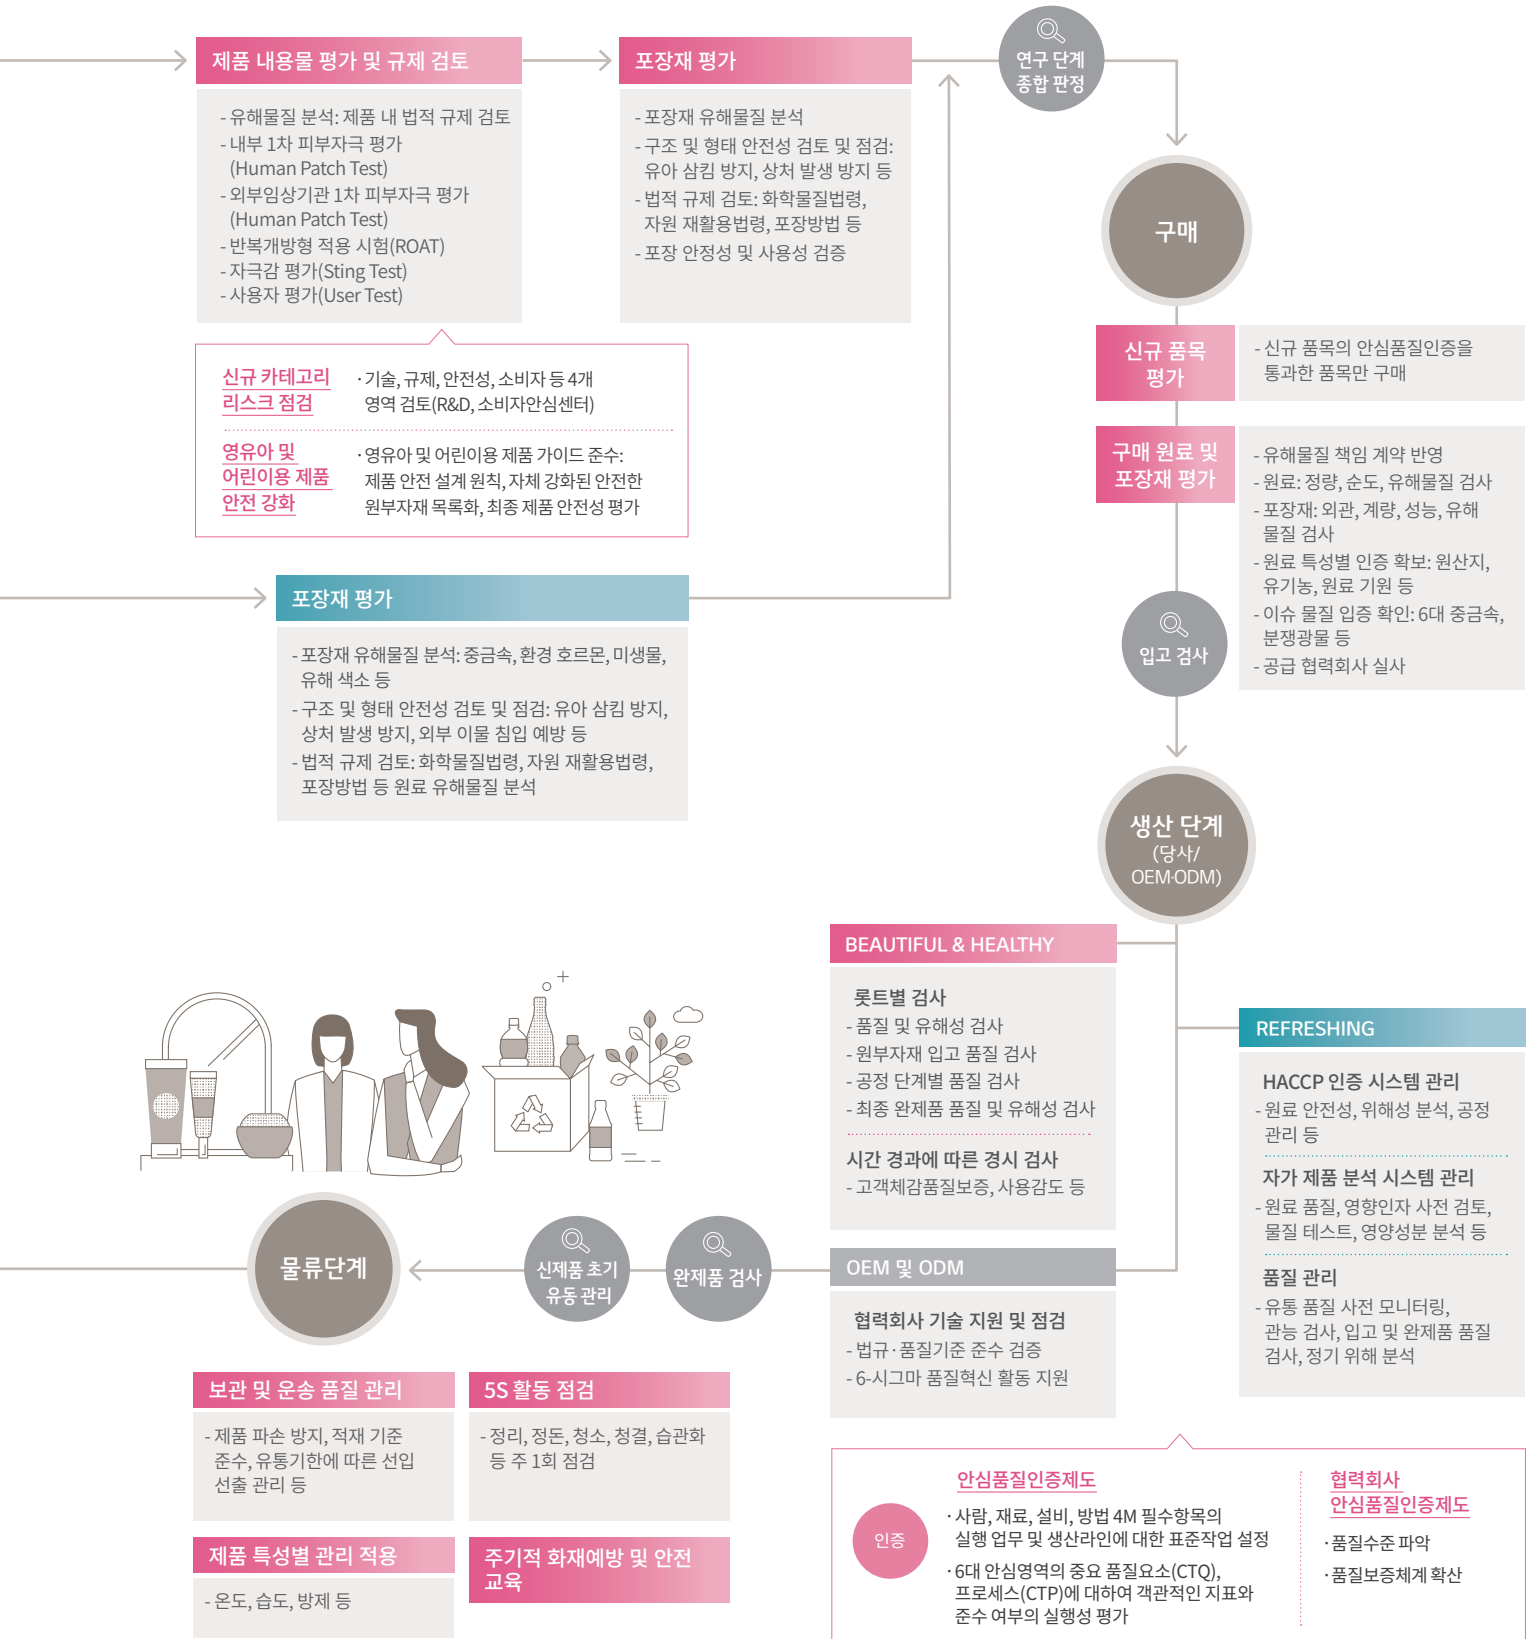 제품 내용물 평가 및 규제 검토
- 유해물질 분석: 제품 내 법적 규제 검토
- 내부 1차 피부자극 평가
(Human Patch Test)
- 외부임상기관 1차 피부자극 평가
(Human Patch Test)
- 반복개방형 적용 시험(ROAT)
- 자극감 평가(Sting Test)
- 사용자 평가(User Test)
포장재 평가
- 포장재 유해물질 분석
- 구조 및 형태 안전성 검토 및 점검:
유아 삼킴 방지, 상처 발생 방지 등
- 법적 규제 검토: 화학물질법령,
자원 재활용법령, 포장방법 등
- 포장 안정성 및 사용성 검증
연구 단계
종합 판정
신규 카테고리
리스크 점검
· 기술, 규제, 안전성, 소비자 등 4개
영역 검토(R&D, 소비자안심센터)
영유아 및
어린이용 제품
안전 강화
· 영유아 및 어린이용 제품 가이드 준수:
제품 안전 설계 원칙, 자체 강화된 안전한
원부자재 목록화, 최종 제품 안전성 평가
포장재 평가
- 포장재 유해물질 분석: 중금속, 환경 호르몬, 미생물,
유해 색소 등
- 구조 및 형태 안전성 검토 및 점검: 유아 삼킴 방지,
상처 발생 방지, 외부 이물 침입 예방 등
- 법적 규제 검토: 화학물질법령, 자원 재활용법령,
포장방법 등 원료 유해물질 분석
구매
신규 품목
평가
- 신규 품목의 안심품질인증을
통과한 품목만 구매
구매 원료 및
포장재 평가
- 유해물질 책임 계약 반영
- 원료: 정량, 순도, 유해물질 검사
- 포장재: 외관, 계량, 성능, 유해
물질 검사
- 원료 특성별 인증 확보: 원산지,
유기농, 원료 기원 등
- 이슈 물질 입증 확인: 6대 중금속,
분쟁광물 등
- 공급 협력회사 실사
입고 검사
생산 단계
(당사/
OEM·ODM)
BEAUTIFUL & HEALTHY
롯트별 검사
- 품질 및 유해성 검사
- 원부자재 입고 품질 검사
- 공정 단계별 품질 검사
- 최종 완제품 품질 및 유해성 검사
시간 경과에 따른 경시 검사
- 고객체감품질보증, 사용감도 등
REFRESHING
HACCP 인증 시스템 관리
- 원료 안전성, 위해성 분석, 공정
관리 등
자가 제품 분석 시스템 관리
- 원료 품질, 영향인자 사전 검토,
물질 테스트, 영양성분 분석 등
품질 관리
- 유통 품질 사전 모니터링,
관능 검사, 입고 및 완제품 품질
검사, 정기 위해 분석
OEM 및 ODM
협력회사 기술 지원 및 점검
- 법규·품질기준 준수 검증
- 6-시그마 품질혁신 활동 지원
완제품 검사
신제품 초기
유동 관리
물류단계
보관 및 운송 품질 관리
- 제품 파손 방지, 적재 기준
준수, 유통기한에 따른 선입
선출 관리 등
5S 활동 점검
- 정리, 정돈, 청소, 청결, 습관화
등 주 1회 점검
제품 특성별 관리 적용
- 온도, 습도, 방제 등
주기적 화재예방 및 안전
교육
인증
안심품질인증제도
· 사람, 재료, 설비, 방법 4M 필수항목의
실행 업무 및 생산라인에 대한 표준작업 설정
· 6대 안심영역의 중요 품질요소(CTQ),
프로세스(CTP)에 대하여 객관적인 지표와
준수 여부의 실행성 평가
협력회사
안심품질인증제도
· 품질수준 파악
· 품질보증체계 확산